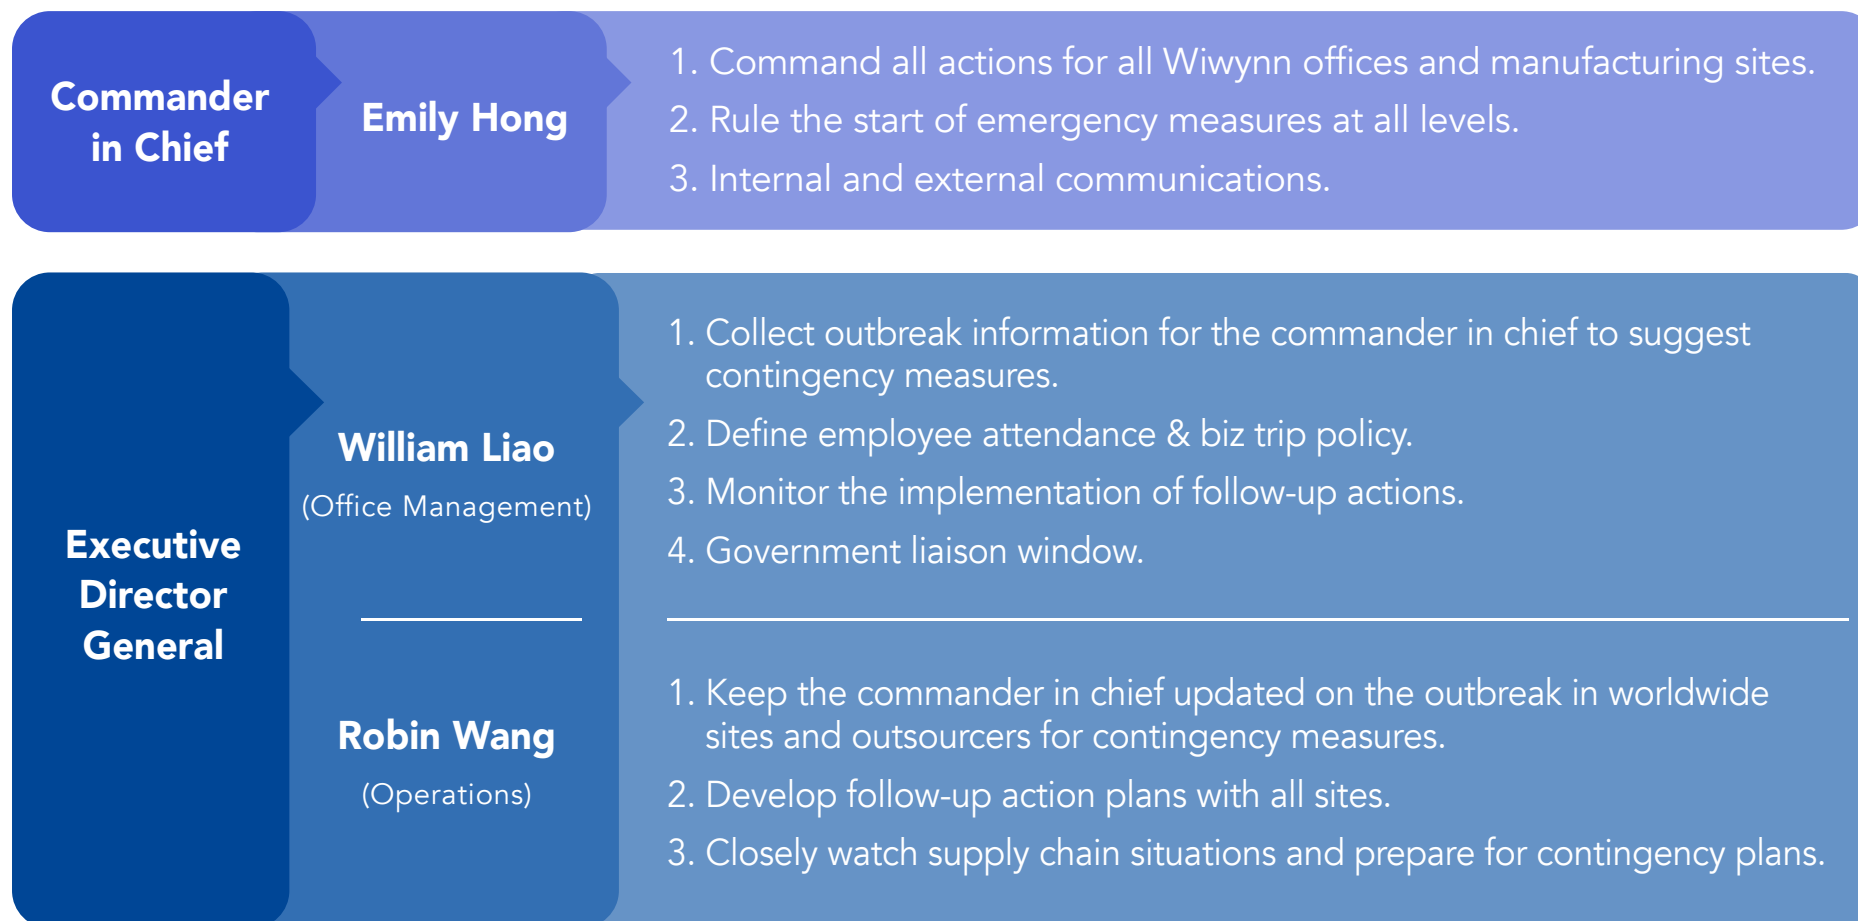 Commander
in Chief
Emily Hong
1. Command all actions for all Wiwynn offices and manufacturing sites.
2. Rule the start of emergency measures at all levels.
3. Internal and external communications.
Executive
Director
General
William Liao
(Office Management)
1. Collect outbreak information for the commander in chief to suggest
contingency measures.
2. Define employee attendance & biz trip policy.
3. Monitor the implementation of follow-up actions.
4. Government liaison window.
Robin Wang
(Operations)
1. Keep the commander in chief updated on the outbreak in worldwide
sites and outsourcers for contingency measures.
2. Develop follow-up action plans with all sites.
3. Closely watch supply chain situations and prepare for contingency plans.